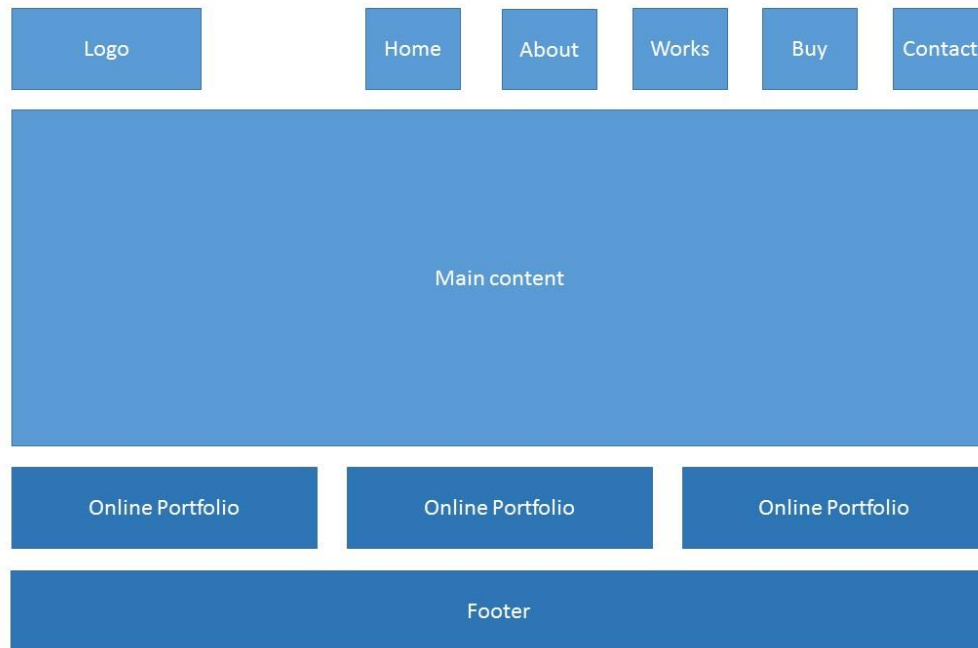 Logo
Home
About
Works
Buy
Contact
Main content
Online Portfolio
Online Portfolio
Online Portfolio
Footer